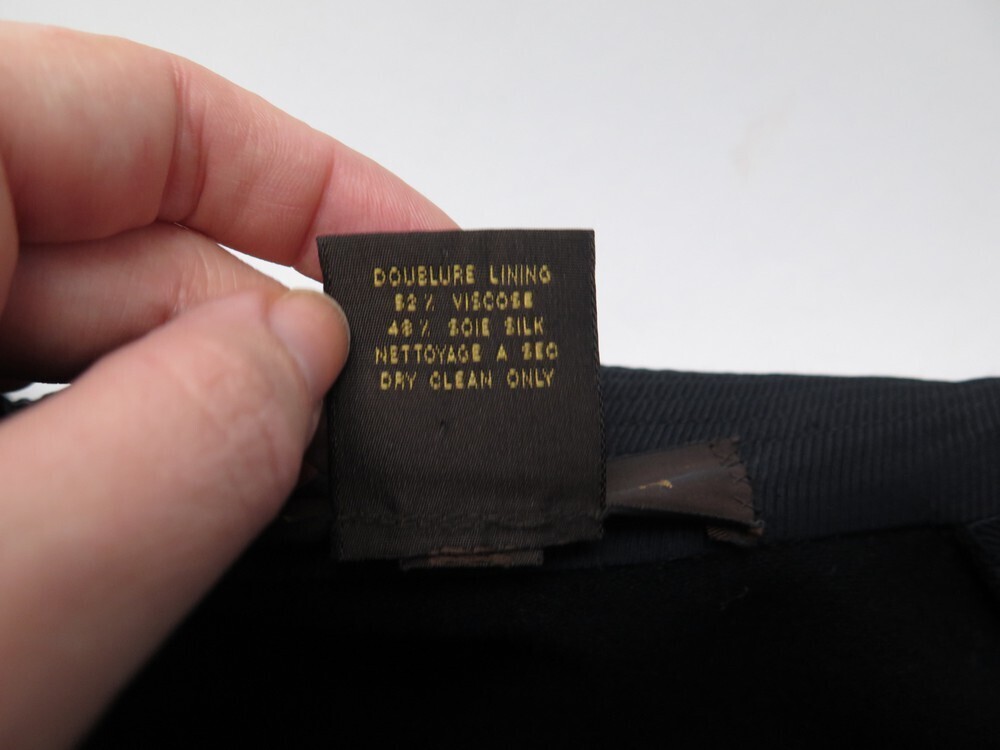 DOUBLURE LINING
52% VISCOSE
48% SOIE SILK
NETTOYAGE A SEC
DRY CLEAN ONLY